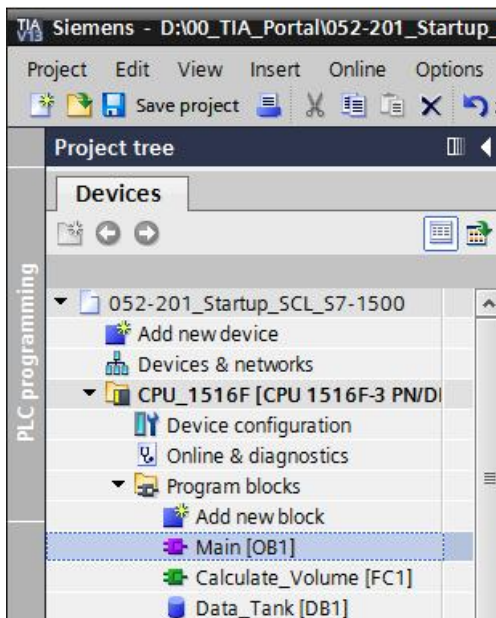 TIA
V13
Siemens - D:\00_TIA_Portal\052-201_Startup_
Project Edit View Insert Online Options
Save project
Project tree
Devices
PLC programming
052-201_Startup_SCL_S7-1500
Add new device
Devices & networks
CPU_1516F [CPU 1516F-3 PN/D
Device configuration
Online & diagnostics
Program blocks
Add new block
Main [OB1]
Calculate_Volume [FC1]
Data_Tank [DB1]